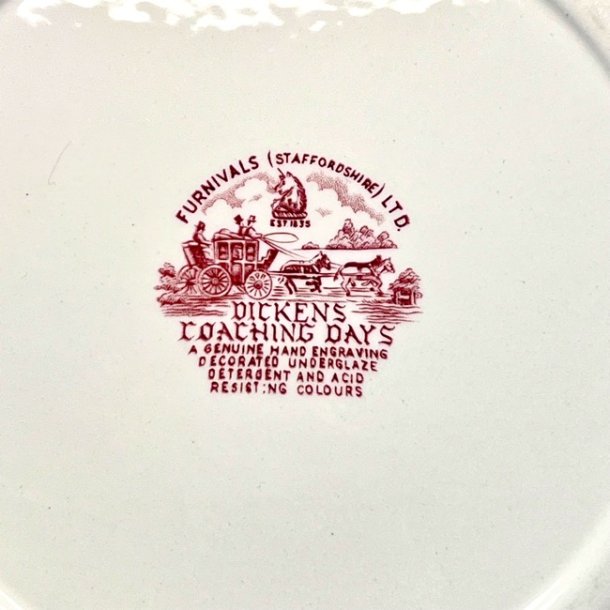 FURNIVALS (STAFFORDSHIRE) LTD.
EST 1835
DICKENS
COACHING DAYS
A GENUINE HAND ENGRAVING
DECORATED UNDERGLAZE
DETERGENT AND ACID
RESISTING COLOURS